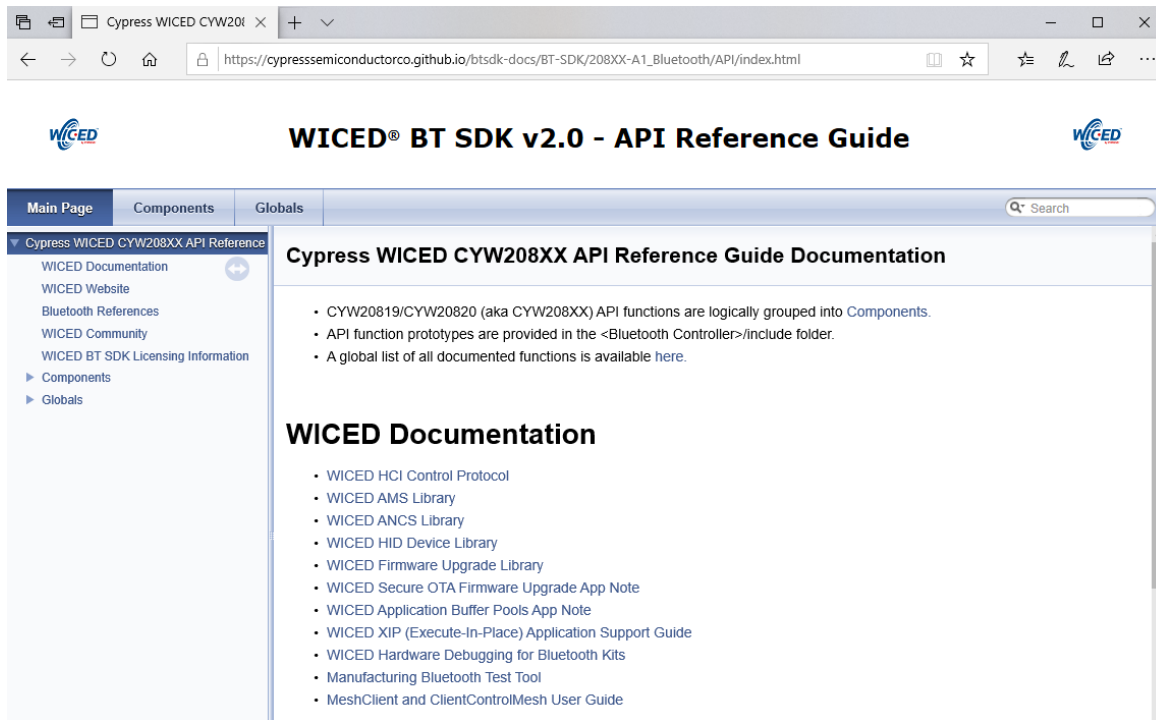 Cypress WICED CYW208
https://cypresssemiconductorco.github.io/btsdk-docs/BT-SDK/208XX-A1_Bluetooth/API/index.html
WICED
WICED® BT SDK v2.0 - API Reference Guide
WICED
Main Page
Components
Globals
Search
Cypress WICED CYW208XX API Reference
WICED Documentation
WICED Website
Bluetooth References
WICED Community
WICED BT SDK Licensing Information
Components
Globals
Cypress WICED CYW208XX API Reference Guide Documentation
• CYW20819/CYW20820 (aka CYW208XX) API functions are logically grouped into Components.
• API function prototypes are provided in the <Bluetooth Controller>/include folder.
• A global list of all documented functions is available here.
WICED Documentation
• WICED HCI Control Protocol
• WICED AMS Library
• WICED ANCS Library
• WICED HID Device Library
• WICED Firmware Upgrade Library
• WICED Secure OTA Firmware Upgrade App Note
• WICED Application Buffer Pools App Note
• WICED XIP (Execute-In-Place) Application Support Guide
• WICED Hardware Debugging for Bluetooth Kits
• Manufacturing Bluetooth Test Tool
• MeshClient and ClientControlMesh User Guide